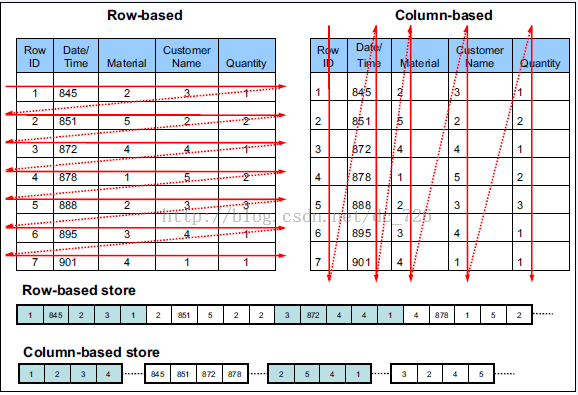 Row-based
Row ID Date/Time Material Customer Name Quantity
1 845 2 3 1
2 851 5 2 2
3 872 4 4 1
4 878 1 5 2
5 888 2 3 3
6 895 3 4 1
7 901 4 1 1
Column-based
Row ID Date/Time Material Customer Name Quantity
1 845 2 3 1
2 851 5 2 2
3 872 4 4 1
4 878 1 5 2
5 888 2 3 3
6 895 3 4 1
7 901 4 1 1
Row-based store
1 845 2 3 1 2 851 5 2 2 3 872 4 4 1 4 878 1 5 2
Column-based store
1 2 3 4 845 851 872 878 2 5 4 1 3 2 4 5